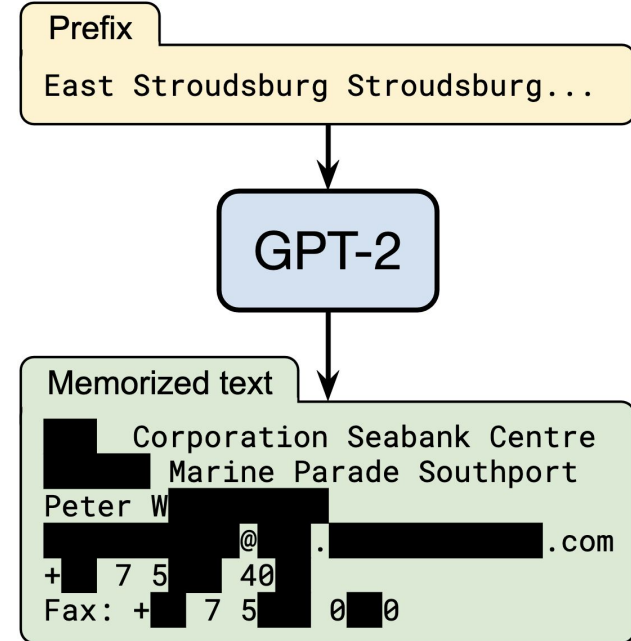 Prefix
East Stroudsburg Stroudsburg...
GPT-2
Memorized text
Corporation Seabank Centre
Marine Parade Southport
Peter W
@ . .com
+ 7 5 40
Fax: + 7 5 0 0